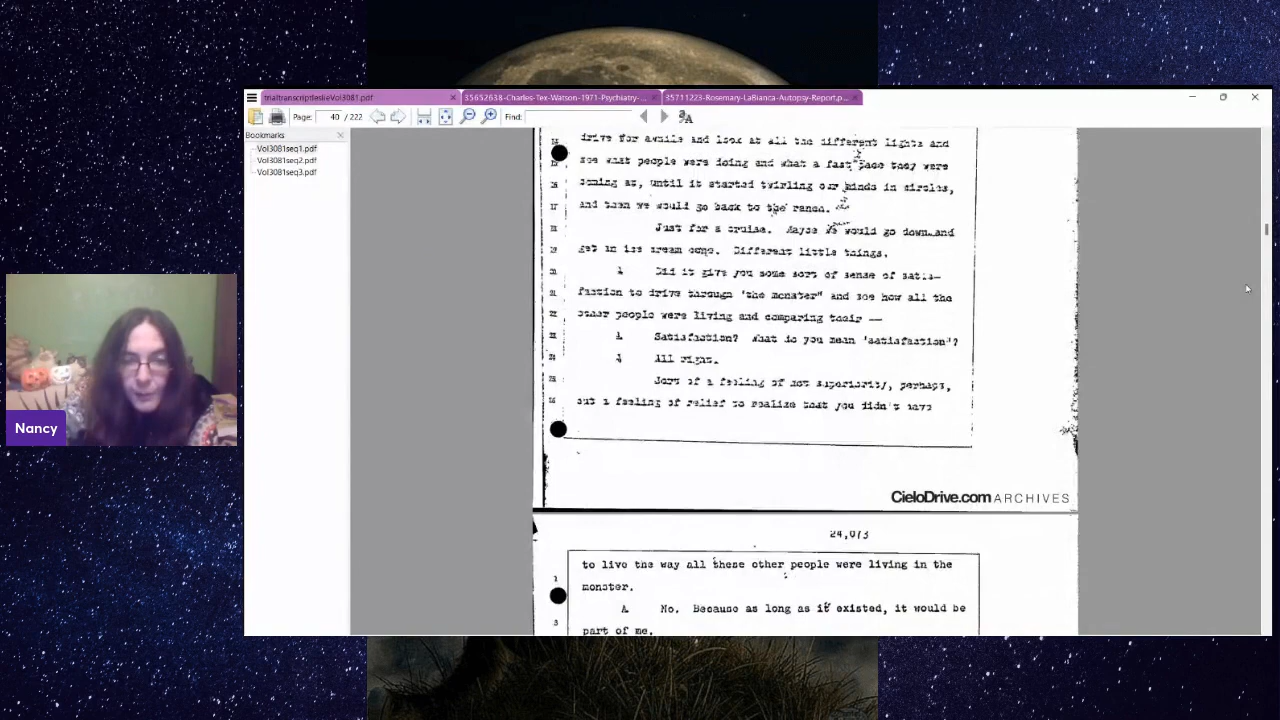 trialtranscriptleslieVol3081.pdf
35652638-Charles-Tex-Watson-1971-Psychiatry-...
35711223-Rosemary-LaBianca-Autopsy-Report.p...
Page: 40 / 222
Find:
Bookmarks
Vol3081seq1.pdf
Vol3081seq2.pdf
Vol3081seq3.pdf
drive for awhile and look at all the different lights and
see what people were doing and what a fast pace they were
going at, until it started twirling our minds in circles,
and then we would go back to the ranch.
Just for a cruise. Maybe we would go down and
get an ice cream cone. Different little things.
Did it give you some sort of sense of satis-
faction to drive through "the monster" and see how all the
other people were living and comparing their —
Satisfaction? What do you mean "satisfaction"?
All right.
Sort of a feeling of not superiority, perhaps,
but a feeling of relief to realize that you didn't have
CieloDrive.com ARCHIVES
24,073
1 to live the way all these other people were living in the
monster.
3 A No. Because as long as it existed, it would be
part of me.
Nancy